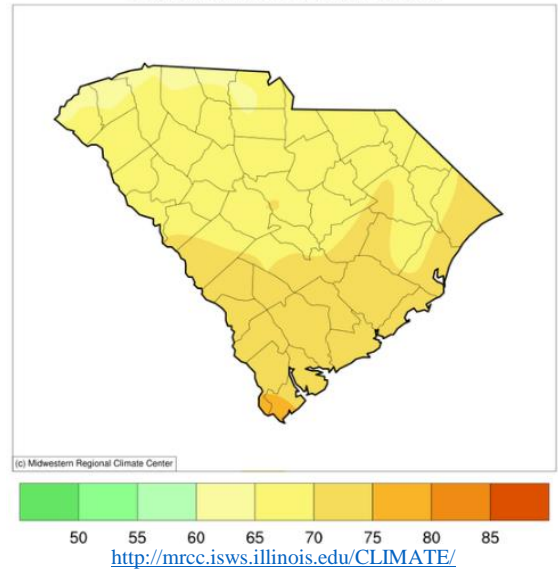 (c) Midwestern Regional Climate Center
50 55 60 65 70 75 80 85
http://mrcc.isws.illinois.edu/CLIMATE/